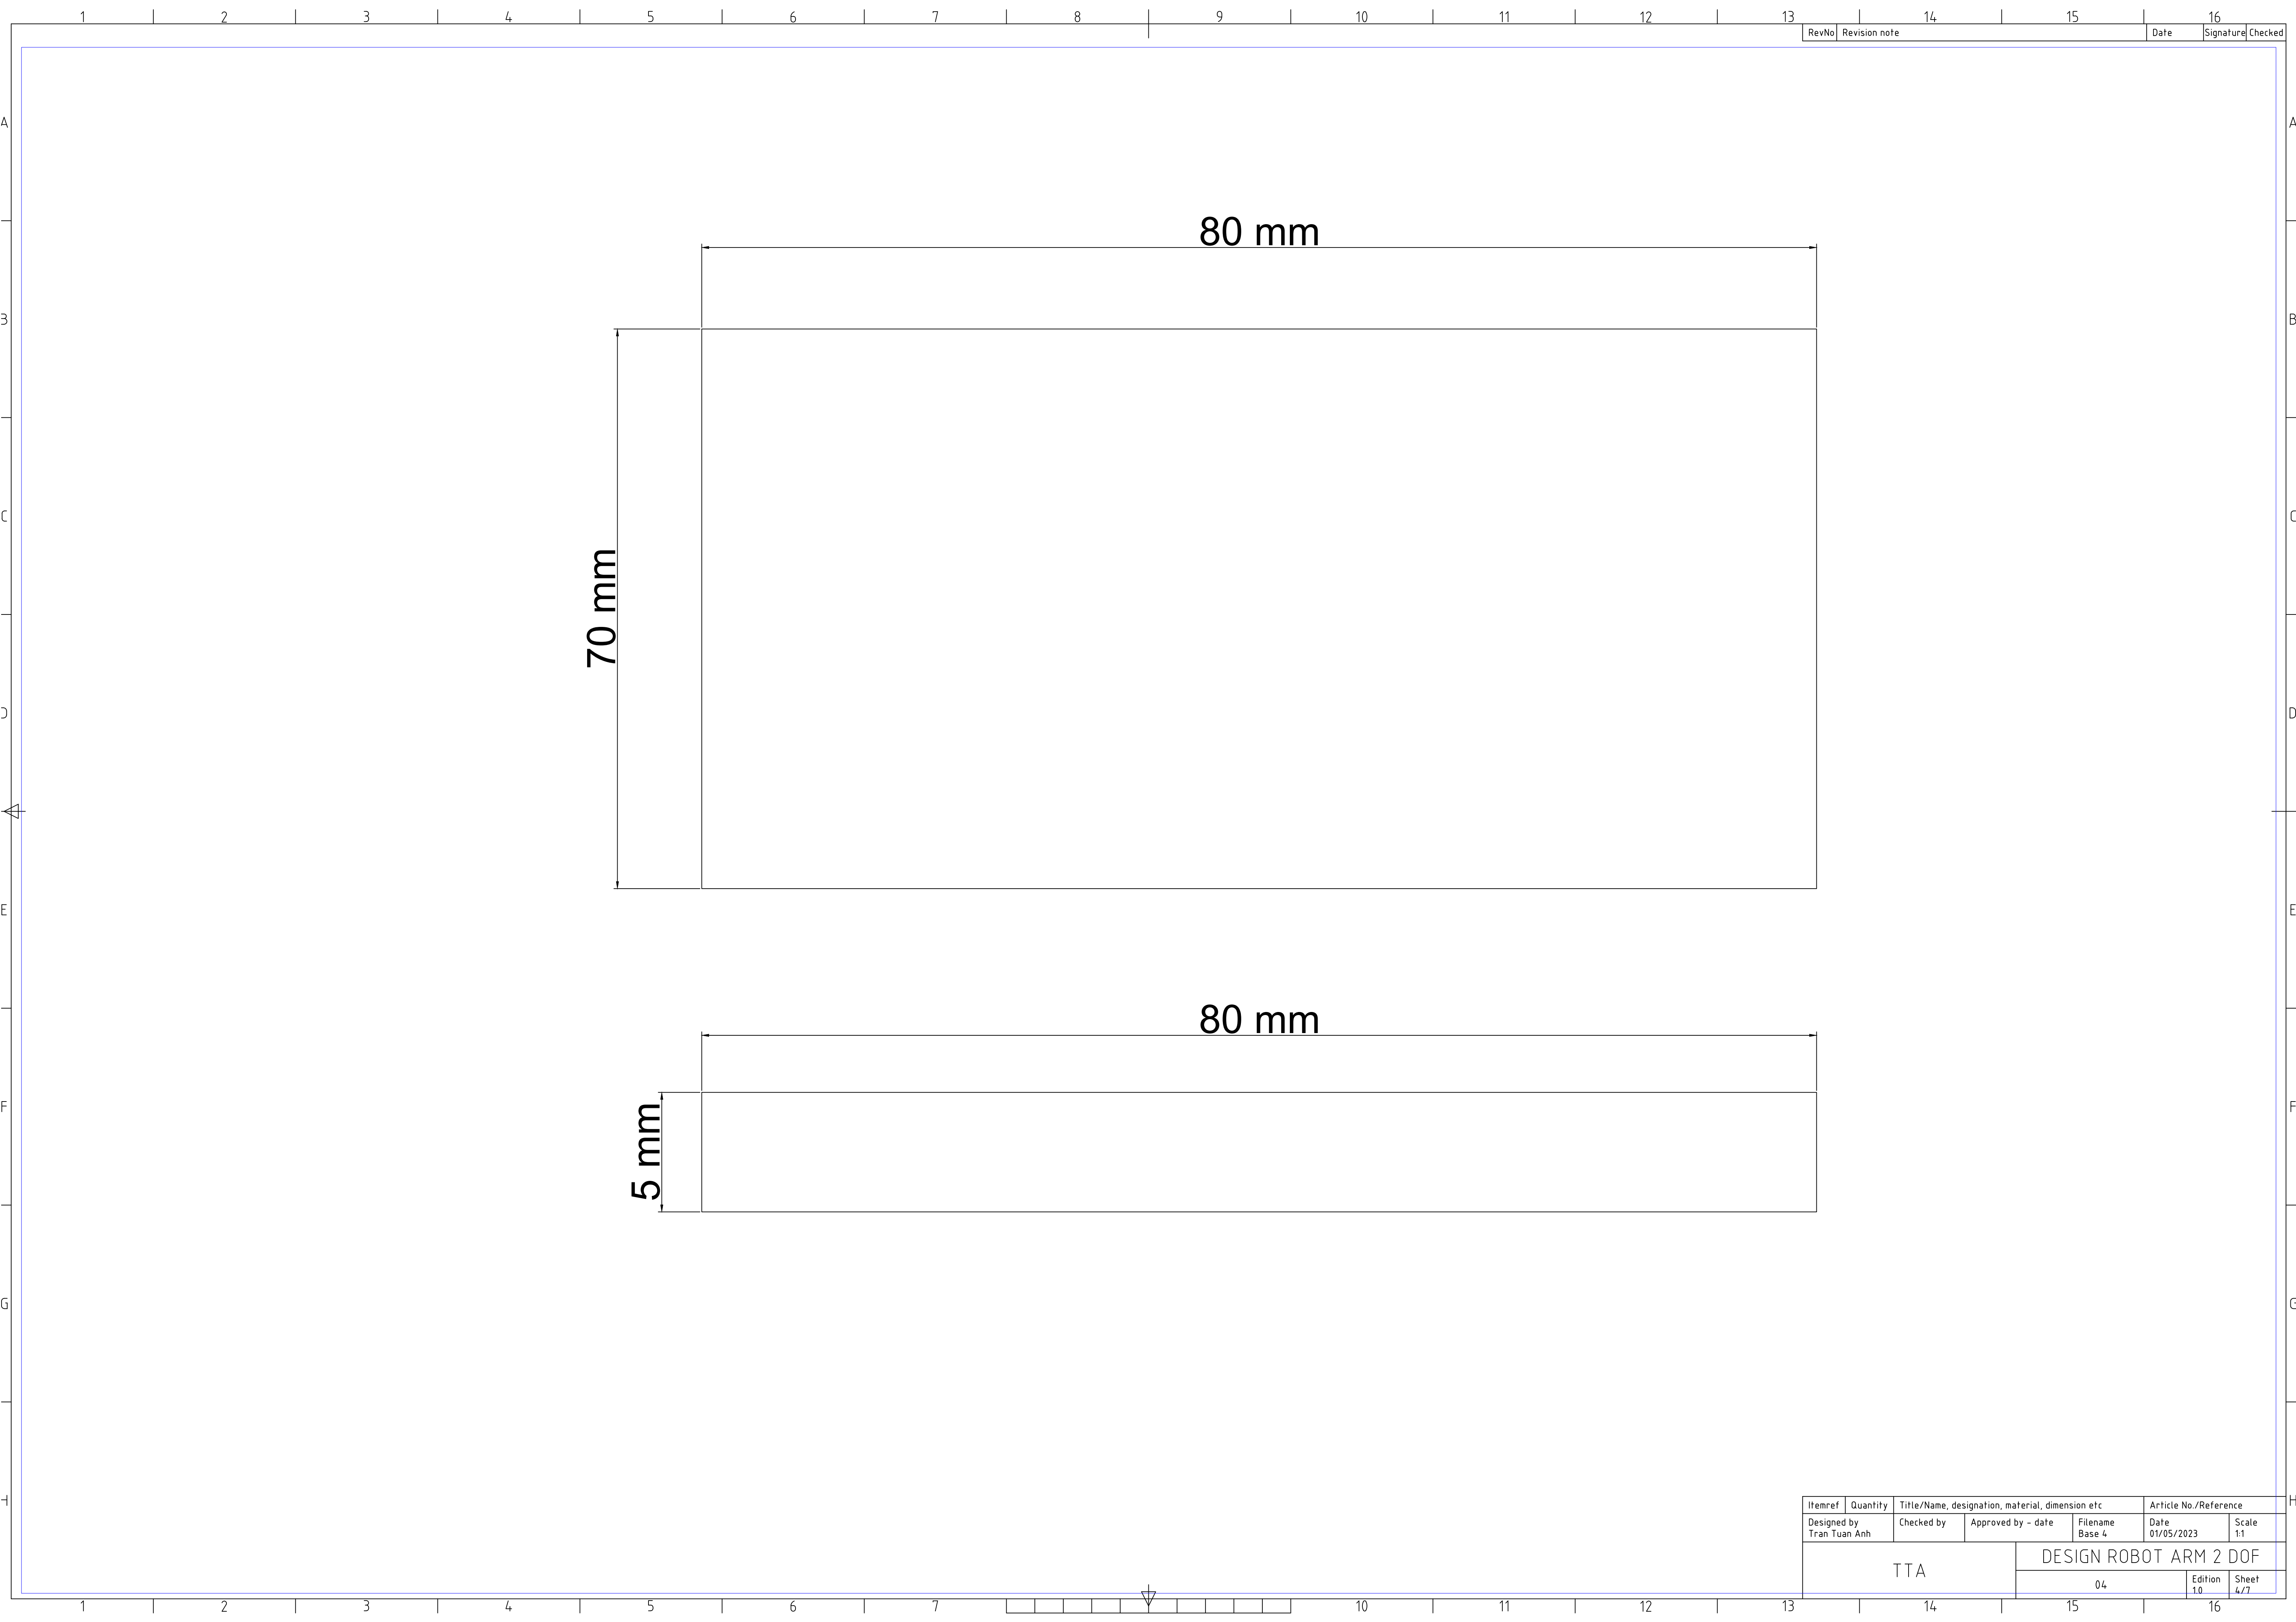 1 2 3 4 5 6 7 8 9 10 11 12 13 14 15 16
RevNo Revision note Date Signature Checked
A A
80 mm
B B
C C
70 mm
D D
E E
80 mm
F F
5 mm
G G
H H
Itemref Quantity Title/Name, designation, material, dimension etc Article No./Reference
Designed by Checked by Approved by - date Filename Date Scale
Tran Tuan Anh Base 4 01/05/2023 1:1
DESIGN ROBOT ARM 2 DOF
TTA
04 Edition Sheet
1.0 4/7
1 2 3 4 5 6 7 10 11 12 13 14 15 16